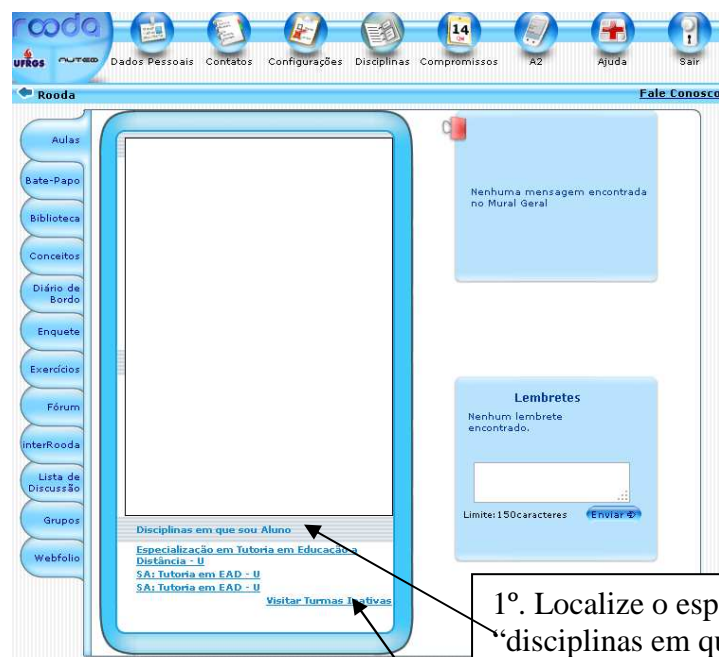 rooda
UFRGS NUTED
Dados Pessoais Contatos Configurações Disciplinas Compromissos A2 Ajuda Sair
14
Rooda
Fale Conosco
Aulas
Bate-Papo
Biblioteca
Conceitos
Diário de
Bordo
Enquete
Exercícios
Fórum
InterRooda
Lista de
Discussão
Grupos
Webfolio
Nenhuma mensagem encontrada
no Mural Geral
Lembretes
Nenhum lembrete
encontrado.
Limite:150caracteres Enviar
Disciplinas em que sou Aluno
Especialização em Tutoria em Educação a
Distância - U
SA: Tutoria em EAD - U
SA: Tutoria em EAD - U
Visitar Turmas Inativas
1º. Localize o esp
“disciplinas em qu